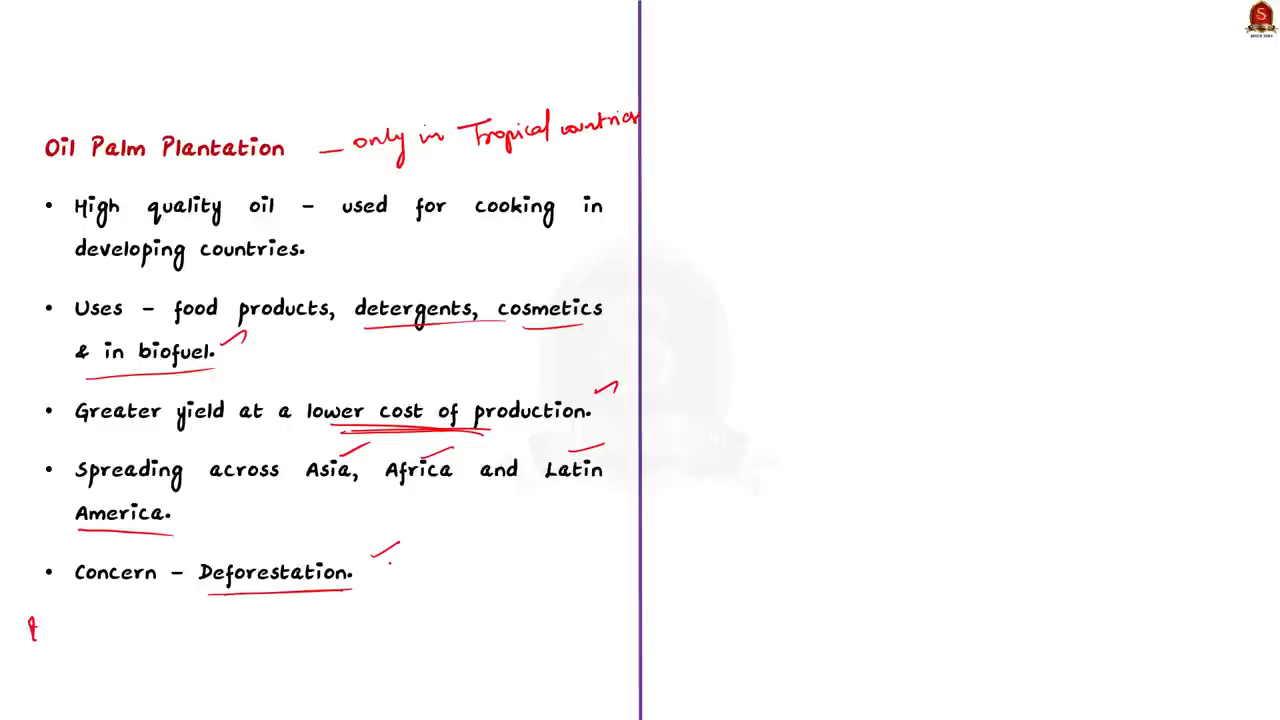 Oil Palm Plantation – only in Tropical countries
• High quality oil – used for cooking in
developing countries.
• Uses – food products, detergents, cosmetics
& in biofuel.
• Greater yield at a lower cost of production.
• Spreading across Asia, Africa and Latin
America.
• Concern – Deforestation.
S
SINCE 2004